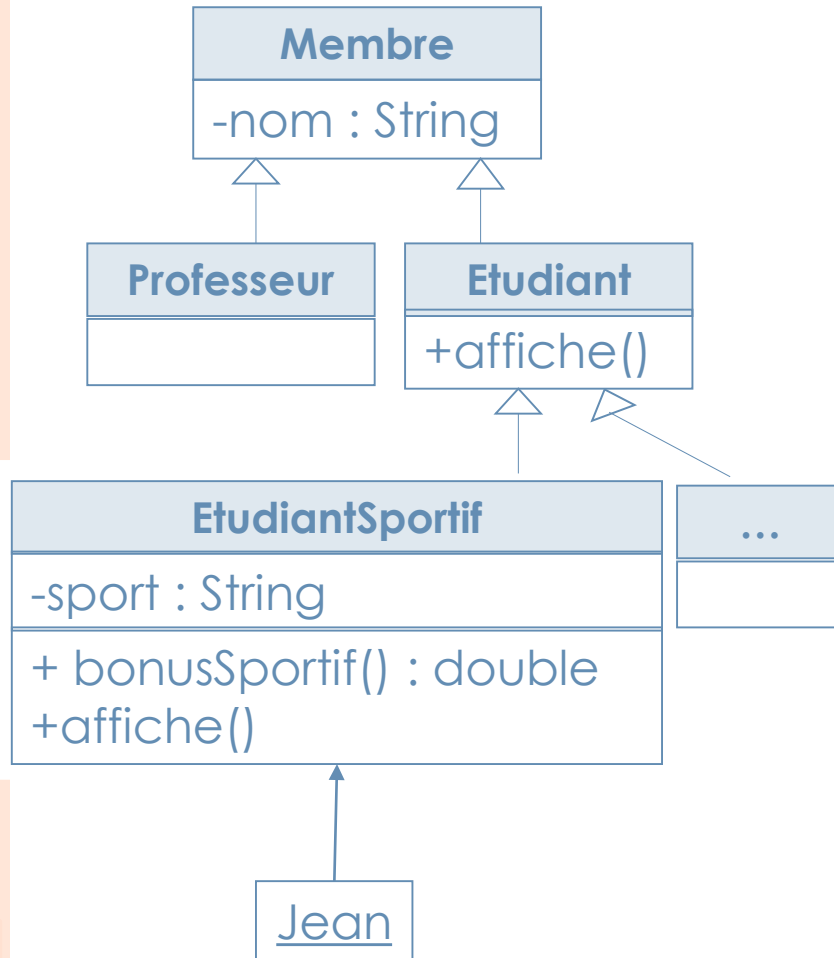 Membre
-nom : String
Professeur
Etudiant
+affiche()
EtudiantSportif
...
-sport : String
+ bonusSportif() : double
+affiche()
Jean